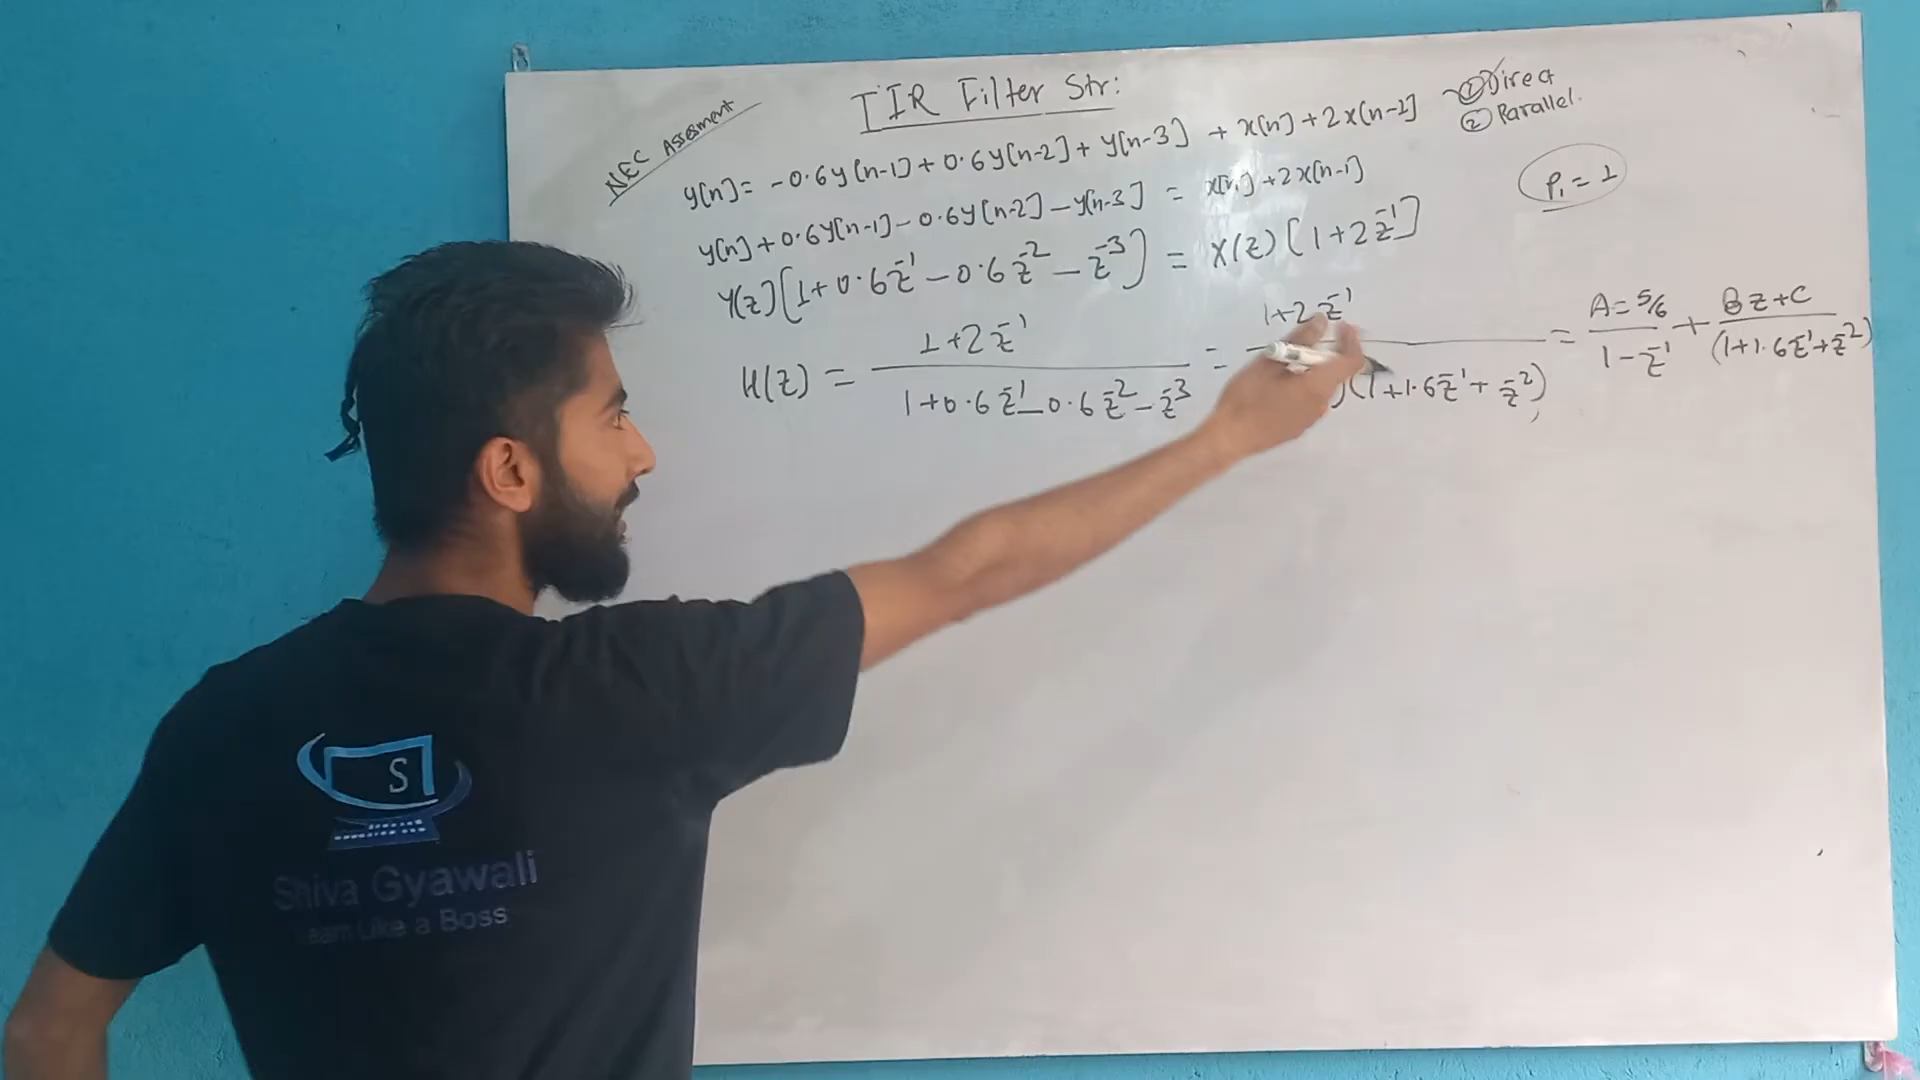 IIR Filter Str:
① Direct
② Parallel.
NEC Assesment
y[n] = -0.6y[n-1] + 0.6y[n-2] + y[n-3] + x[n] + 2x[n-1]
y[n] + 0.6y[n-1] - 0.6y[n-2] - y[n-3] = x[n] + 2x[n-1]
P₁ = 1
Y(z)[1 + 0.6z⁻¹ - 0.6z⁻² - z⁻³] = X(z)[1 + 2z⁻¹]
1+2z⁻¹ 1+2z⁻¹ A = 5/6 Bz+C
H(z) = = = +
1+0.6z⁻¹-0.6z⁻²-z⁻³ )(1+1.6z⁻¹+z⁻²) 1-z⁻¹ (1+1.6z⁻¹+z⁻²)
S
Shiva Gyawali
Learn Like a Boss